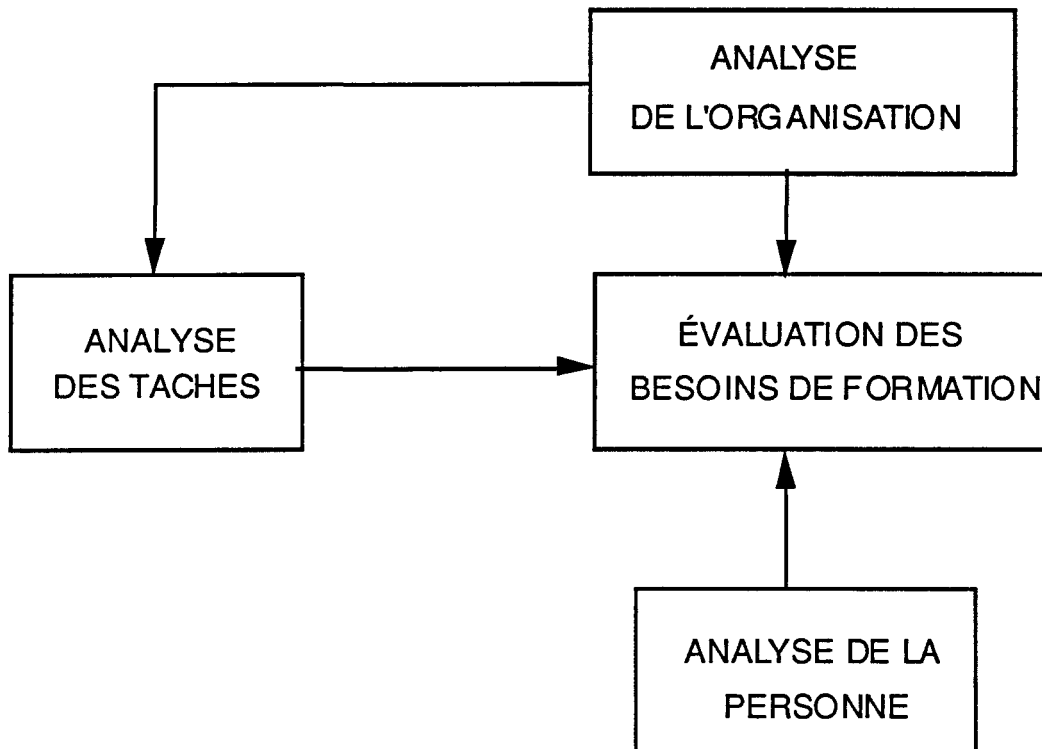 ANALYSE
DE L'ORGANISATION
ANALYSE
DES TACHES
ÉVALUATION DES
BESOINS DE FORMATION
ANALYSE DE LA
PERSONNE